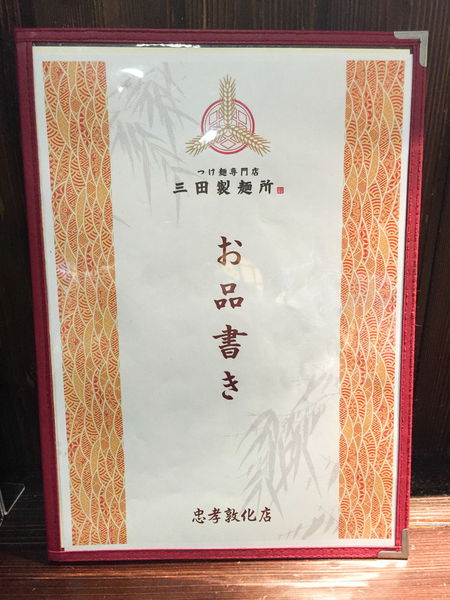 つけ麺専門店
三田製麺所
お品書き
忠孝敦化店